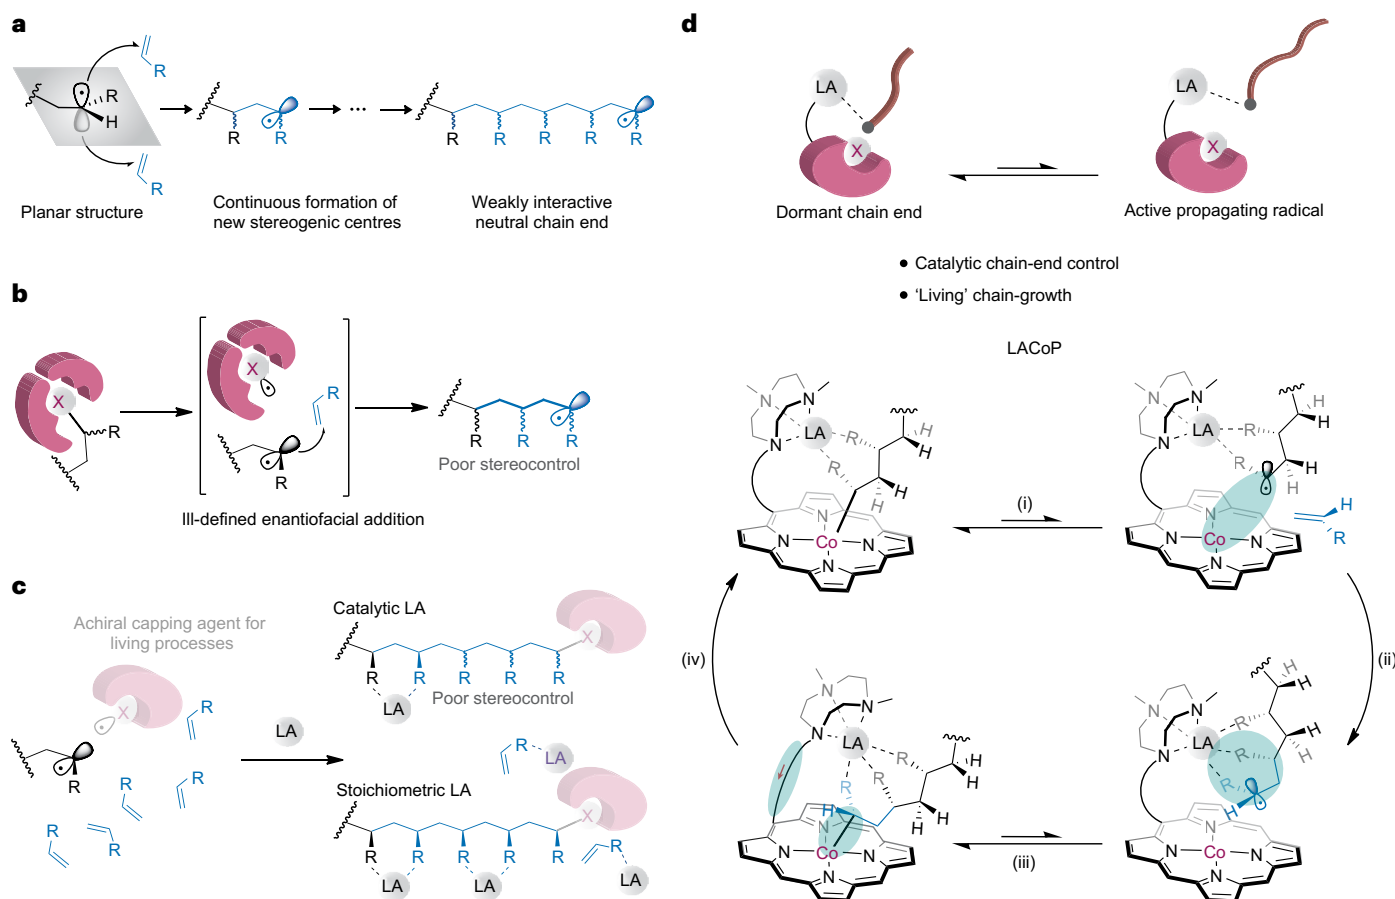 a
R
R
H
R
R
R
R
R
R
R
R
R
Planar structure
Continuous formation of
new stereogenic centres
Weakly interactive
neutral chain end
b
X
R
X
R
R
R
R
R
Poor stereocontrol
Ill-defined enantiofacial addition
c
Achiral capping agent for
living processes
X
R
R
R
R
R
R
LA
Catalytic LA
X
R
R
R
R
R
Poor stereocontrol
LA
R
LA
Stoichiometric LA
X
R
R
R
R
R
R
LA
LA
LA
d
LA
X
Dormant chain end
LA
X
Active propagating radical
● Catalytic chain-end control
● ‘Living’ chain-growth
LACoP
N
N
N
LA
R
R
H
H
H
H
N
N
Co
N
N
(i)
N
N
N
LA
R
R
H
H
H
H
N
N
Co
N
N
H
R
(iv)
(ii)
N
N
N
LA
R
R
R
H
H
H
H
H
N
N
Co
N
N
(iii)
N
N
N
LA
R
R
R
H
H
H
H
H
N
N
Co
N
N